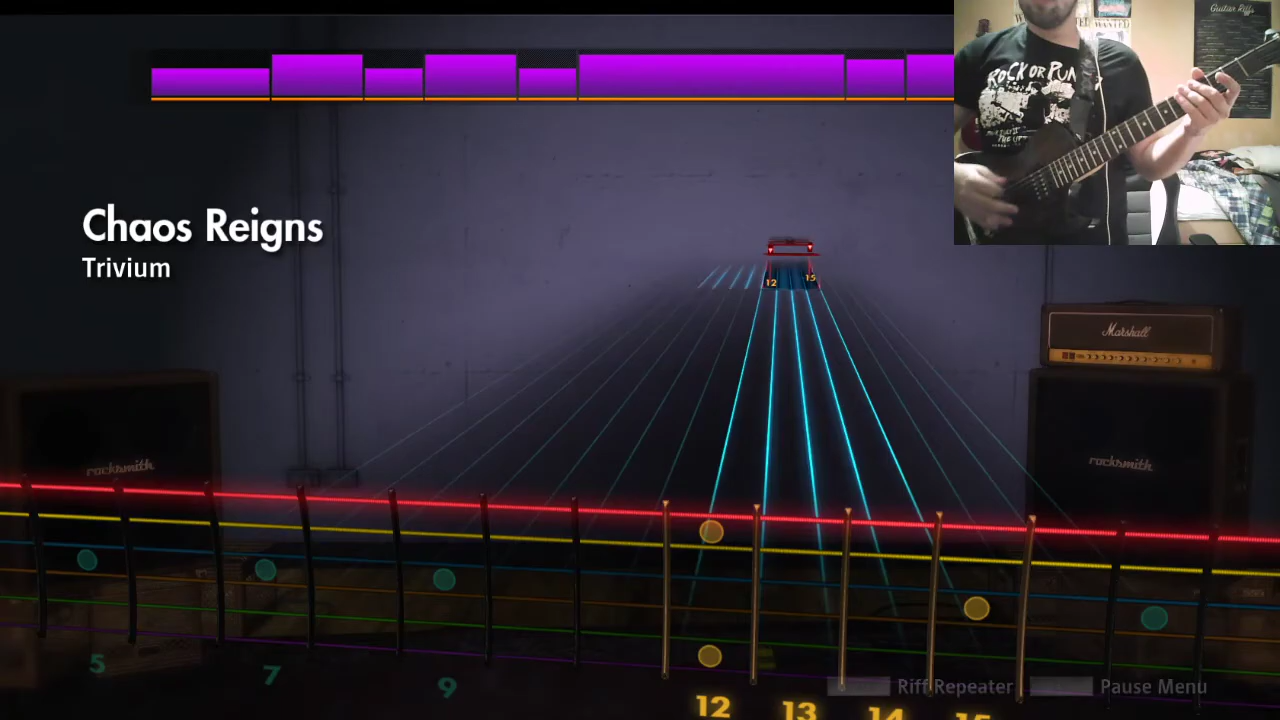 Chaos Reigns
Trivium
ROCK OR PUN
Guitar Riffs
WANTED
Marshall
rocksmith
rocksmith
12
15
5
7
9
12
13
14
15
Riff Repeater
Pause Menu